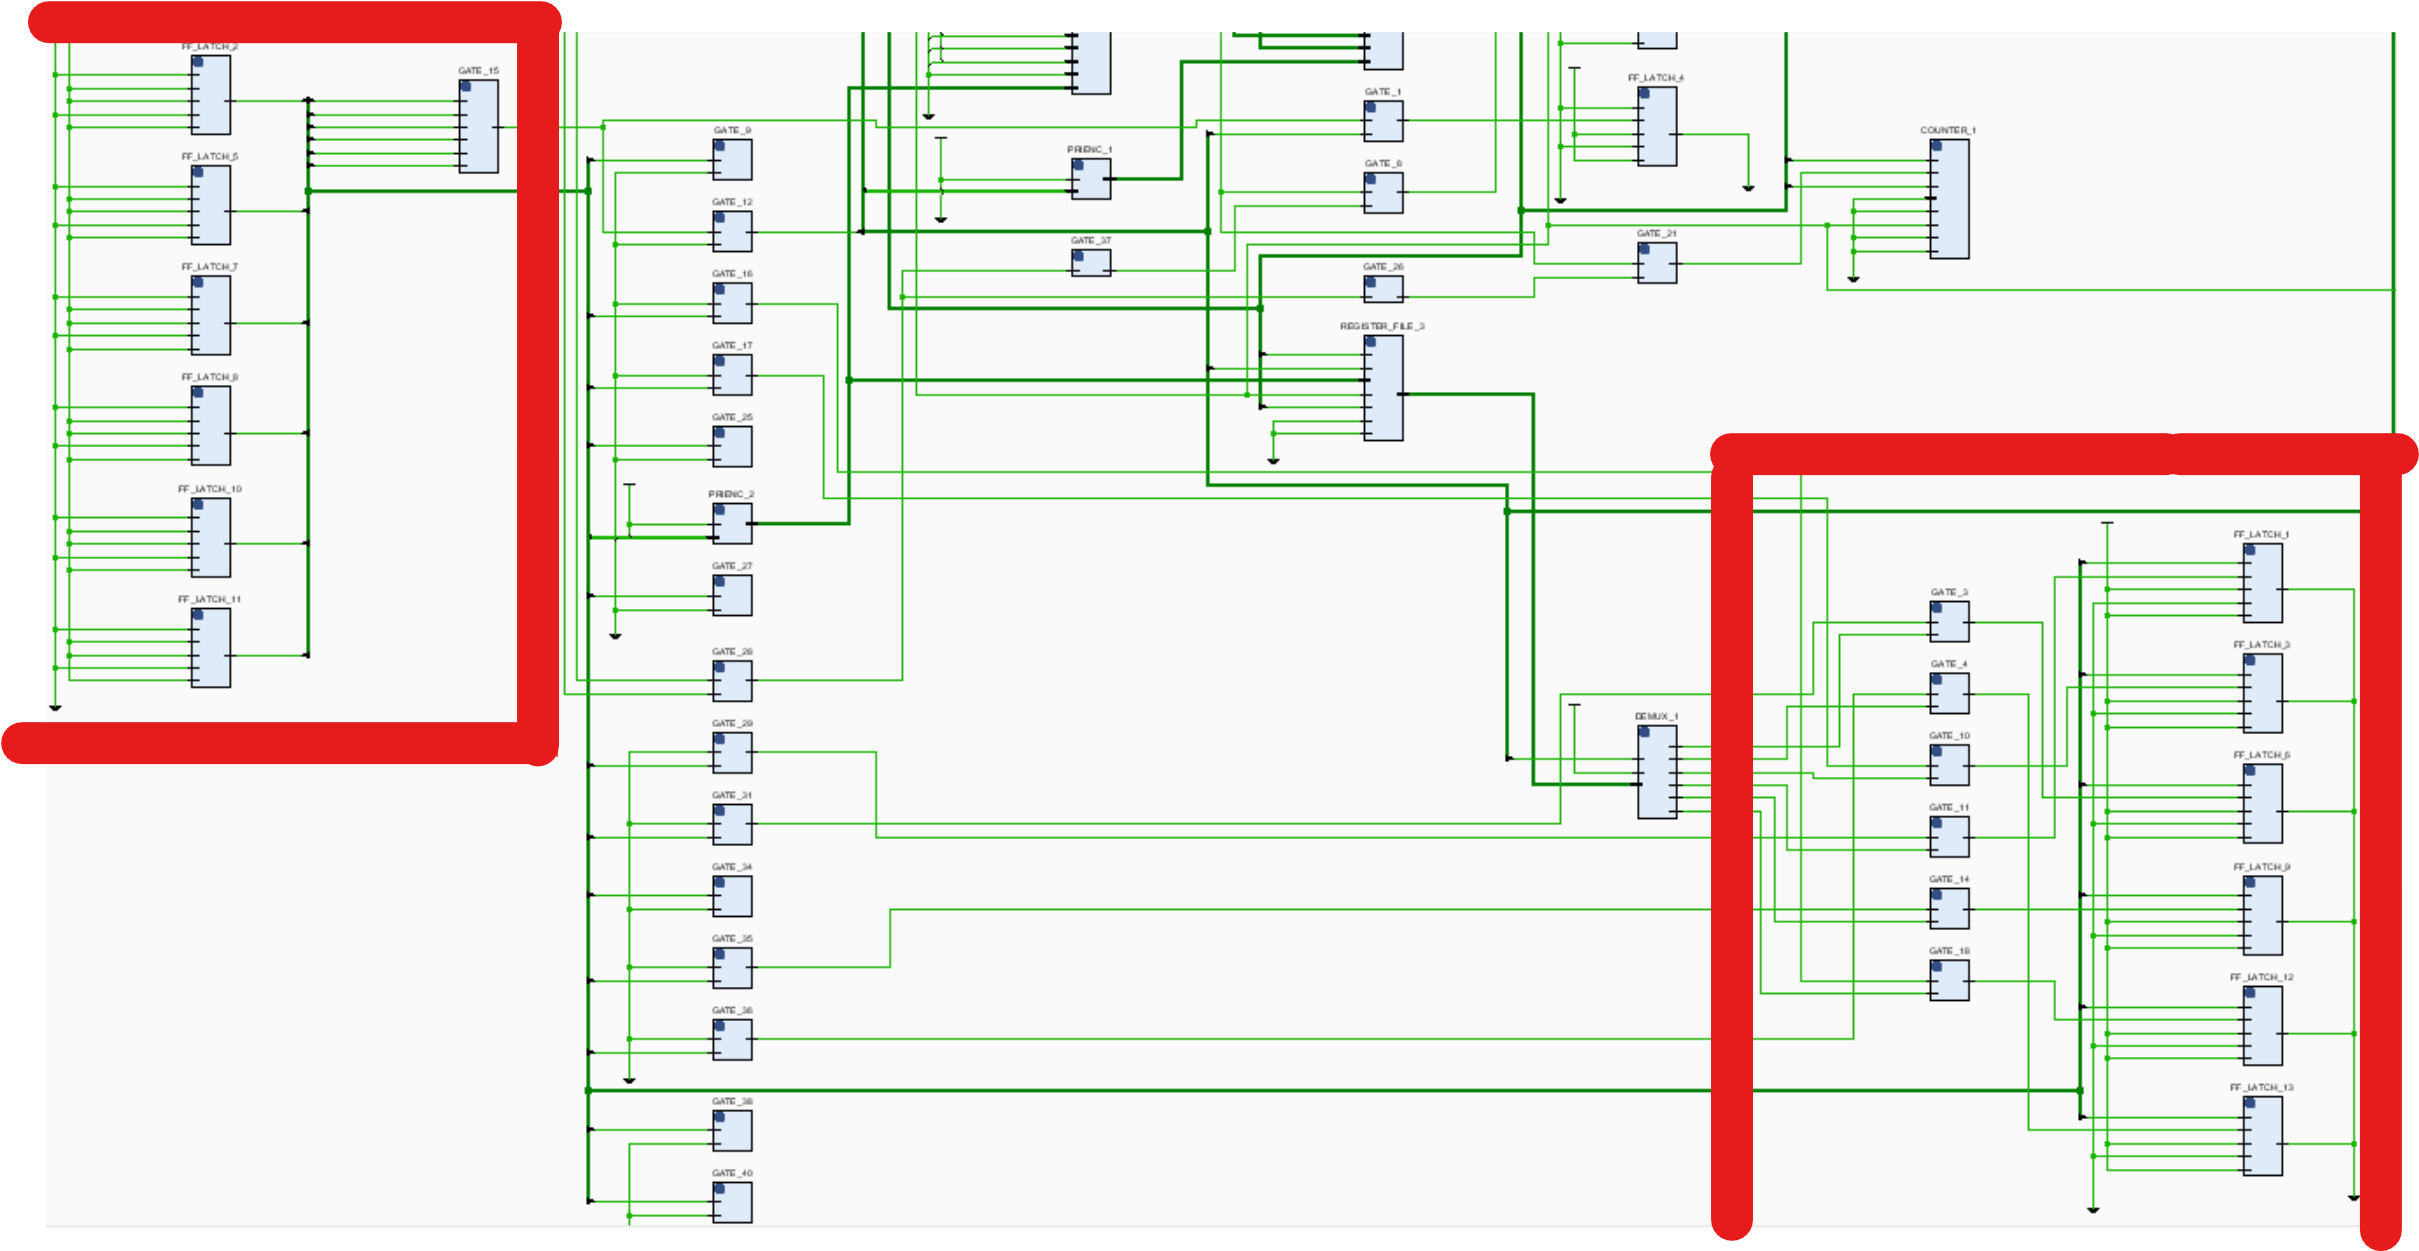 FF_LATCH_2
GATE_15
FF_LATCH_5
FF_LATCH_7
FF_LATCH_8
FF_LATCH_10
FF_LATCH_11
GATE_9
GATE_12
GATE_16
GATE_17
GATE_25
PRIENC_2
GATE_27
GATE_28
GATE_29
GATE_31
GATE_34
GATE_35
GATE_36
GATE_38
GATE_40
PRIENC_1
GATE_37
GATE_1
GATE_8
GATE_26
REGISTER_FILE_3
FF_LATCH_4
GATE_21
DEMUX_1
COUNTER_1
GATE_3
GATE_4
GATE_10
GATE_11
GATE_14
GATE_18
FF_LATCH_1
FF_LATCH_3
FF_LATCH_6
FF_LATCH_9
FF_LATCH_12
FF_LATCH_13